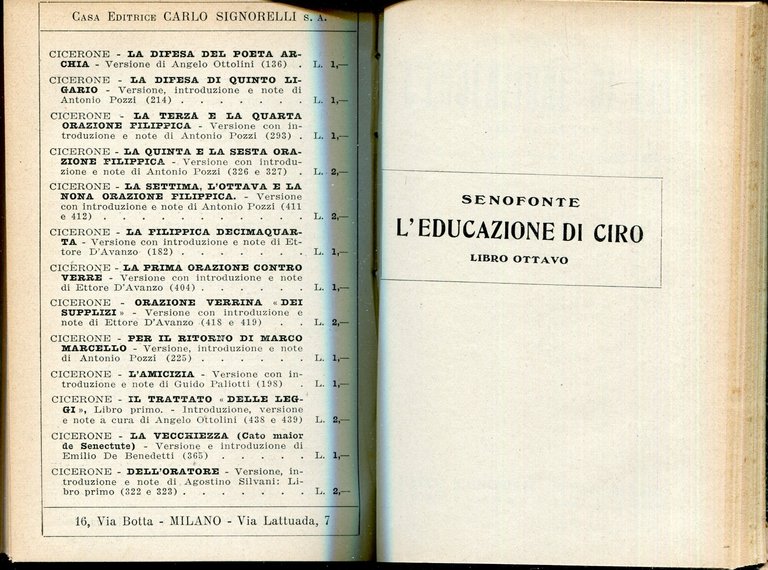 CASA EDITRICE CARLO SIGNORELLI S. A.
CICERONE - LA DIFESA DEL POETA AR-
CHIA - Versione di Angelo Ottolini (136) . L. 1,—
CICERONE - LA DIFESA DI QUINTO LI-
GARIO - Versione, introduzione e note di
Antonio Pozzi (214) . . . . . . . L. 1,—
CICERONE - LA TERZA E LA QUARTA
ORAZIONE FILIPPICA - Versione con in-
troduzione e note di Antonio Pozzi (293) . L. 1,—
CICERONE - LA QUINTA E LA SESTA ORA-
ZIONE FILIPPICA - Versione con introdu-
zione e note di Antonio Pozzi (326 e 327) . L. 2,—
CICERONE - LA SETTIMA, L'OTTAVA E LA
NONA ORAZIONE FILIPPICA. - Versione
con introduzione e note di Antonio Pozzi (411
e 412) . . . . . . . . . . . L. 2,—
CICERONE - LA FILIPPICA DECIMAQUAR-
TA - Versione con introduzione e note di Et-
tore D'Avanzo (182) . . . . . . . L. 1,—
CICERONE - LA PRIMA ORAZIONE CONTRO
VERRE - Versione con introduzione e note
di Ettore D'Avanzo (404) . . . . . . L. 1,—
CICERONE - ORAZIONE VERRINA «DEI
SUPPLIZI» - Versione con introduzione e
note di Ettore D'Avanzo (418 e 419) . . L. 2,—
CICERONE - PER IL RITORNO DI MARCO
MARCELLO - Versione, introduzione e note
di Antonio Pozzi (225) . . . . . . L. 1,—
CICERONE - L'AMICIZIA - Versione con in-
troduzione e note di Guido Paliotti (198) . L. 1,—
CICERONE - IL TRATTATO «DELLE LEG-
GI», Libro primo. - Introduzione, versione
e note a cura di Angelo Ottolini (438 e 439) L. 2,—
CICERONE - LA VECCHIEZZA (Cato maior
de Senectute) - Versione e introduzione di
Emilio De Benedetti (365) . . . . . L. 1,—
CICERONE - DELL'ORATORE - Versione, in-
troduzione e note di Agostino Silvani: Li-
bro primo (322 e 323) . . . . . . L. 2,—
16, Via Botta - MILANO - Via Lattuada, 7
SENOFONTE
L'EDUCAZIONE DI CIRO
LIBRO OTTAVO